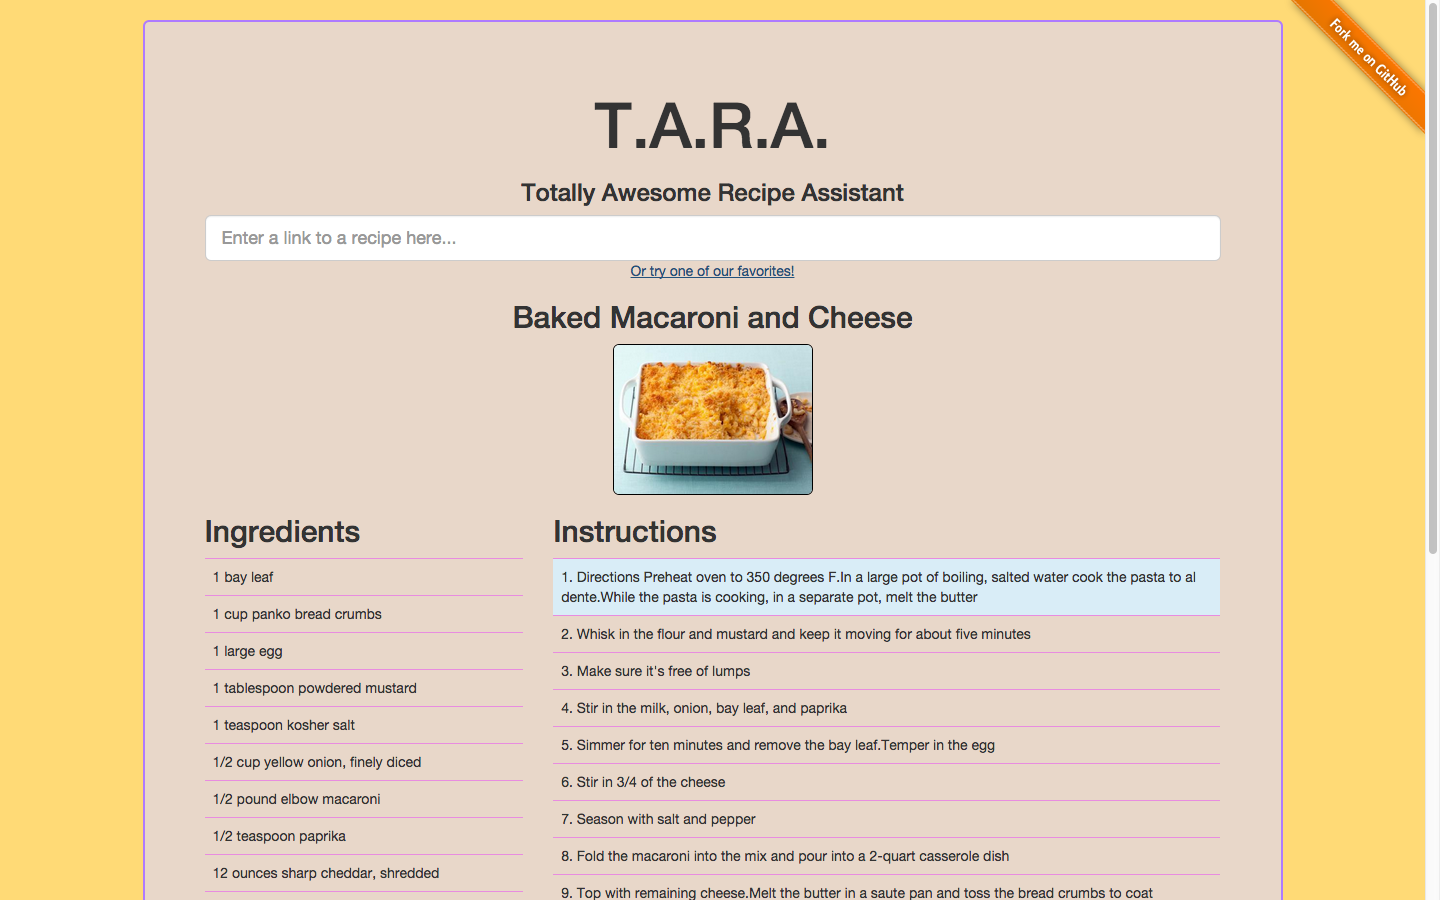 Fork me on GitHub
T.A.R.A.
Totally Awesome Recipe Assistant
Enter a link to a recipe here...
Or try one of our favorites!
Baked Macaroni and Cheese
Ingredients
1 bay leaf
1 cup panko bread crumbs
1 large egg
1 tablespoon powdered mustard
1 teaspoon kosher salt
1/2 cup yellow onion, finely diced
1/2 pound elbow macaroni
1/2 teaspoon paprika
12 ounces sharp cheddar, shredded
Instructions
1. Directions Preheat oven to 350 degrees F.In a large pot of boiling, salted water cook the pasta to al
dente.While the pasta is cooking, in a separate pot, melt the butter
2. Whisk in the flour and mustard and keep it moving for about five minutes
3. Make sure it's free of lumps
4. Stir in the milk, onion, bay leaf, and paprika
5. Simmer for ten minutes and remove the bay leaf.Temper in the egg
6. Stir in 3/4 of the cheese
7. Season with salt and pepper
8. Fold the macaroni into the mix and pour into a 2-quart casserole dish
9. Top with remaining cheese.Melt the butter in a saute pan and toss the bread crumbs to coat